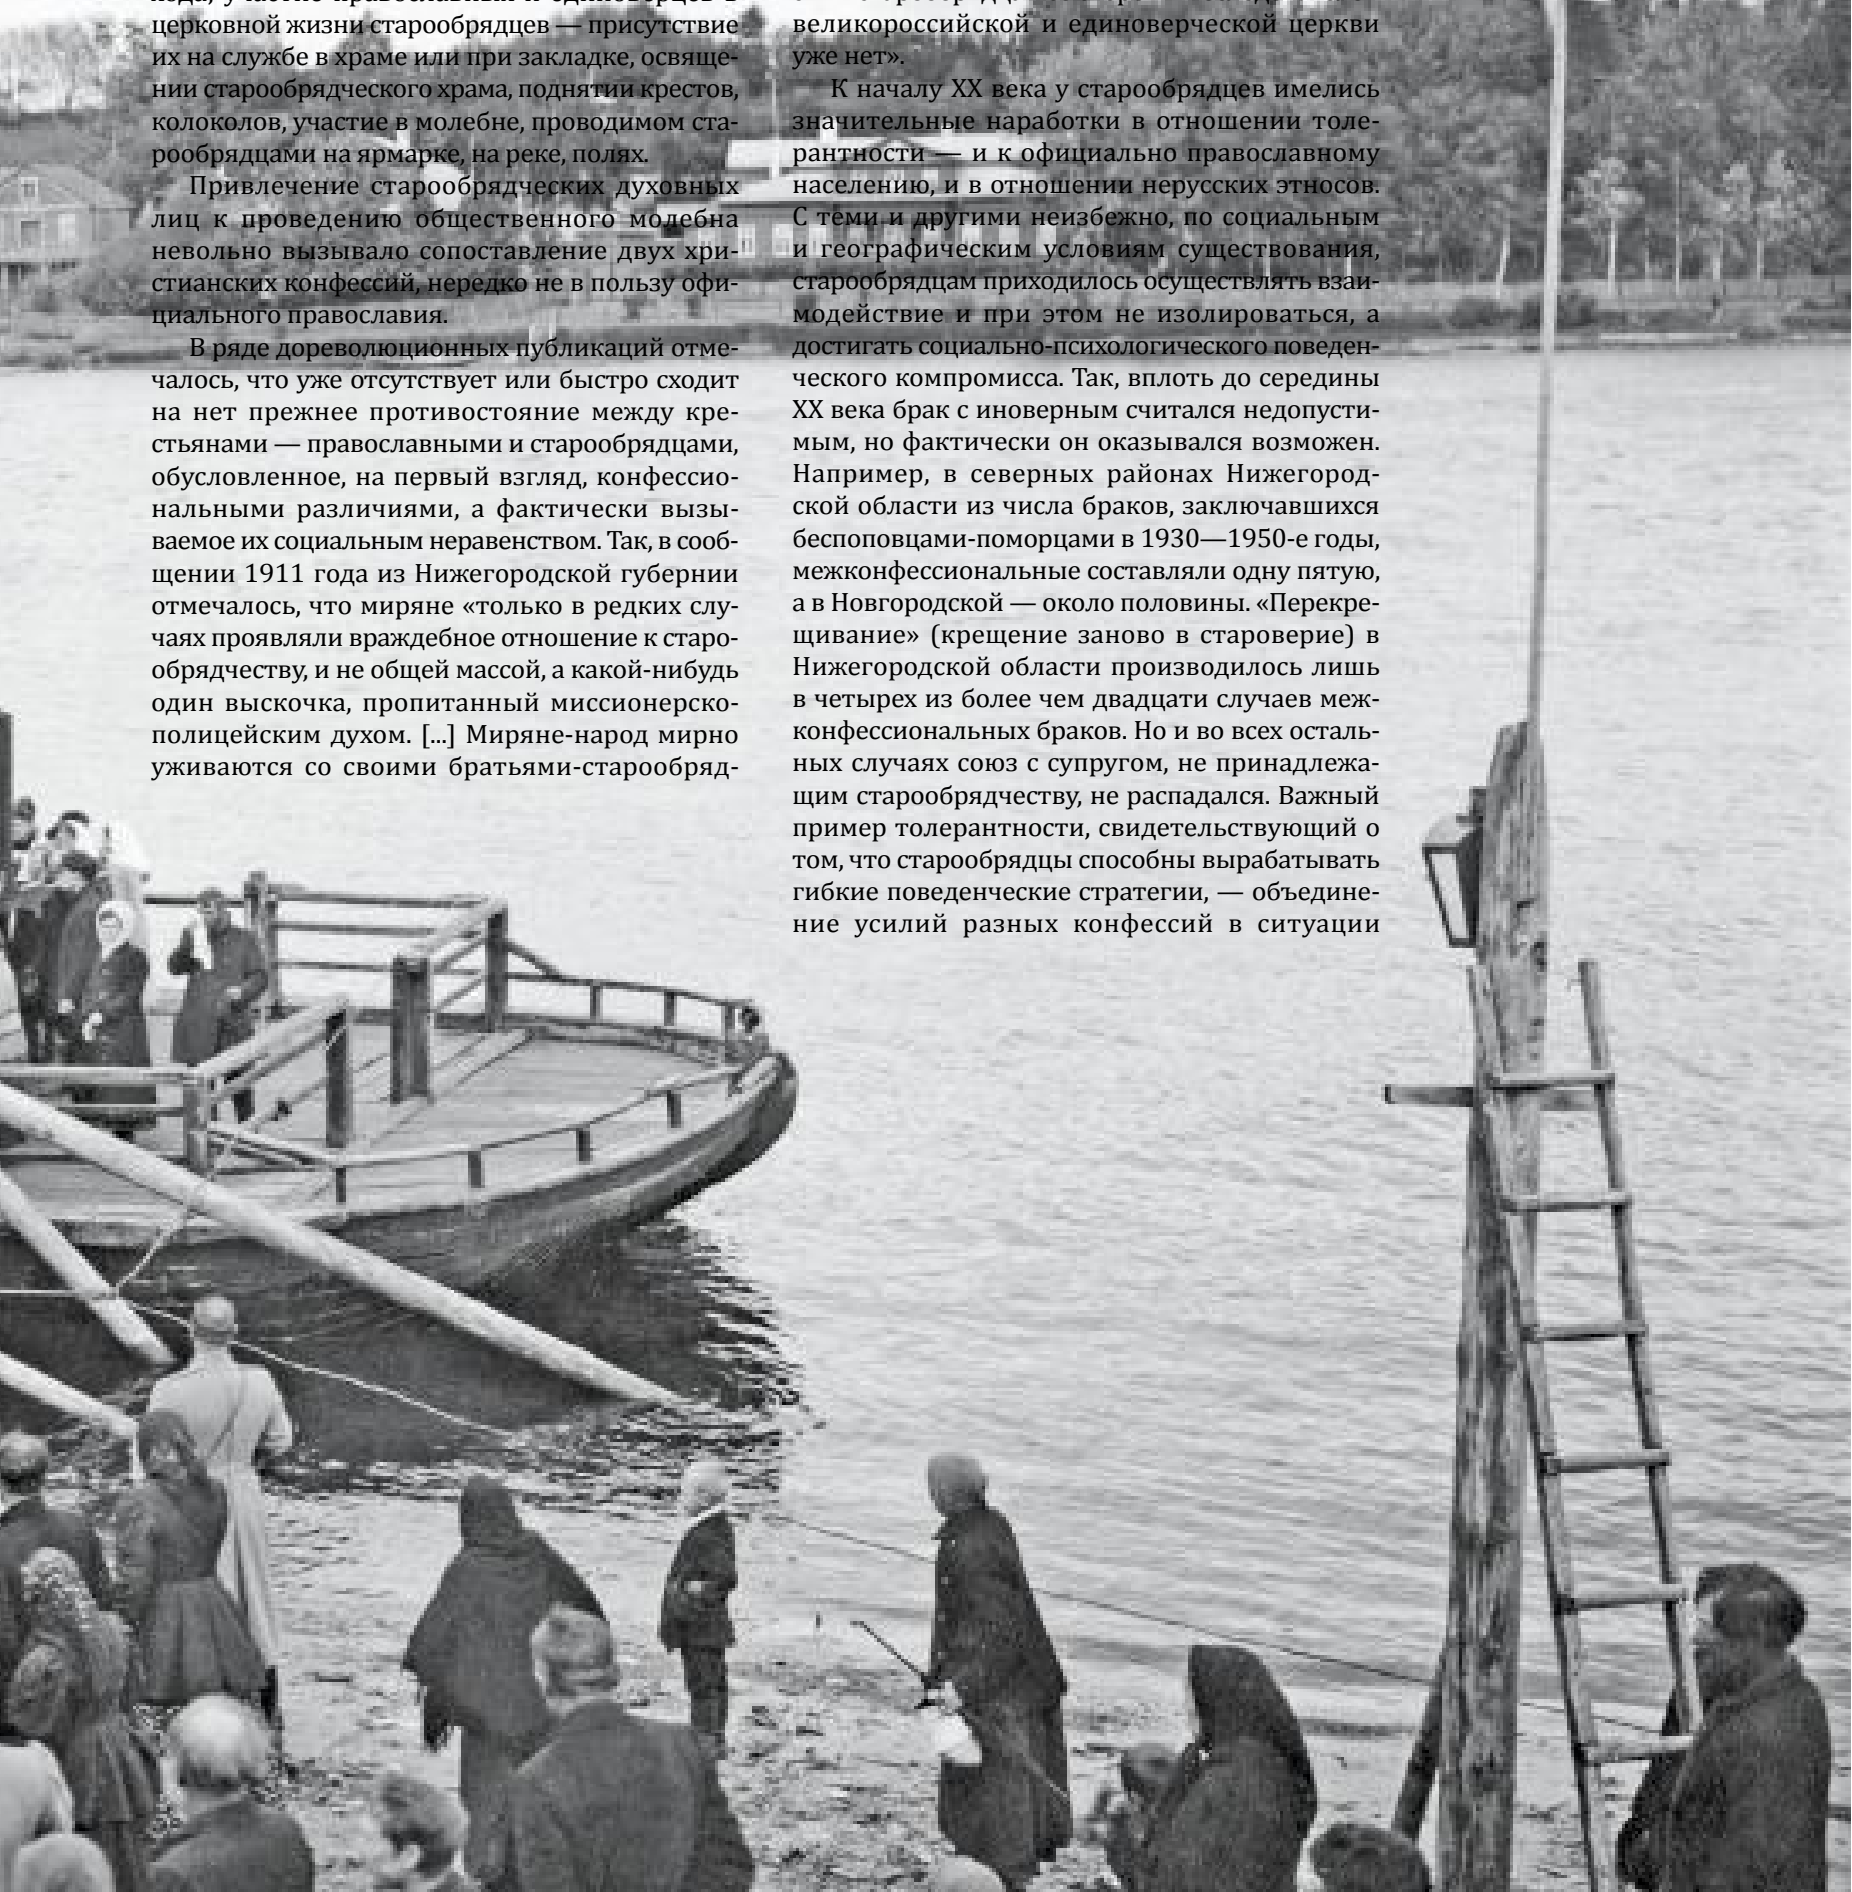 церковной жизни старообрядцев — присутствие
их на службе в храме или при закладке, освяще-
нии старообрядческого храма, поднятии крестов,
колоколов, участие в молебне, проводимом ста-
рообрядцами на ярмарке, на реке, полях.
Привлечение старообрядческих духовных
лиц к проведению общественного молебна
невольно вызывало сопоставление двух хри-
стианских конфессий, нередко не в пользу офи-
циального православия.
В ряде дореволюционных публикаций отме-
чалось, что уже отсутствует или быстро сходит
на нет прежнее противостояние между кре-
стьянами — православными и старообрядцами,
обусловленное, на первый взгляд, конфессио-
нальными различиями, а фактически вызы-
ваемое их социальным неравенством. Так, в сооб-
щении 1911 года из Нижегородской губернии
отмечалось, что миряне «только в редких слу-
чаях проявляли враждебное отношение к старо-
обрядчеству, и не общей массой, а какой-нибудь
один выскочка, пропитанный миссионерско-
полицейским духом. [...] Миряне-народ мирно
уживаются со своими братьями-старообряд-
великороссийской и единоверческой церкви
уже нет».
К началу XX века у старообрядцев имелись
значительные наработки в отношении толе-
рантности — и к официально православному
населению, и в отношении нерусских этносов.
С теми и другими неизбежно, по социальным
и географическим условиям существования,
старообрядцам приходилось осуществлять взаи-
модействие и при этом не изолироваться, а
достигать социально-психологического поведен-
ческого компромисса. Так, вплоть до середины
XX века брак с иноверным считался недопусти-
мым, но фактически он оказывался возможен.
Например, в северных районах Нижегород-
ской области из числа браков, заключавшихся
беспоповцами-поморцами в 1930—1950-е годы,
межконфессиональные составляли одну пятую,
а в Новгородской — около половины. «Перекре-
щивание» (крещение заново в староверие) в
Нижегородской области производилось лишь
в четырех из более чем двадцати случаев меж-
конфессиональных браков. Но и во всех осталь-
ных случаях союз с супругом, не принадлежа-
щим старообрядчеству, не распадался. Важный
пример толерантности, свидетельствующий о
том, что старообрядцы способны вырабатывать
гибкие поведенческие стратегии, — объедине-
ние усилий разных конфессий в ситуации